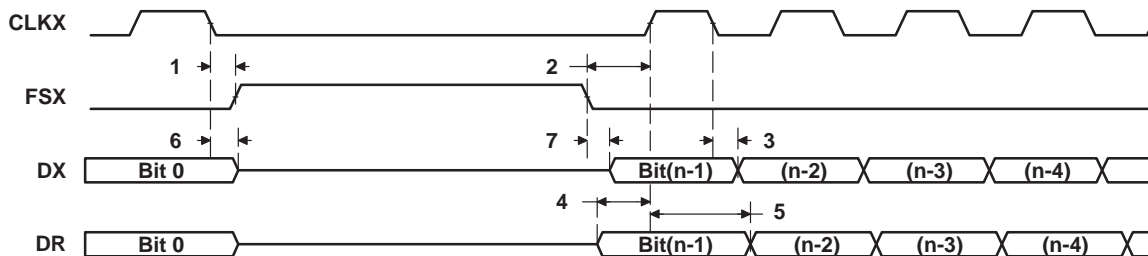 CLKX
1 2
FSX
6 7 3
DX Bit 0 Bit(n-1) (n-2) (n-3) (n-4)
4 5
DR Bit 0 Bit(n-1) (n-2) (n-3) (n-4)